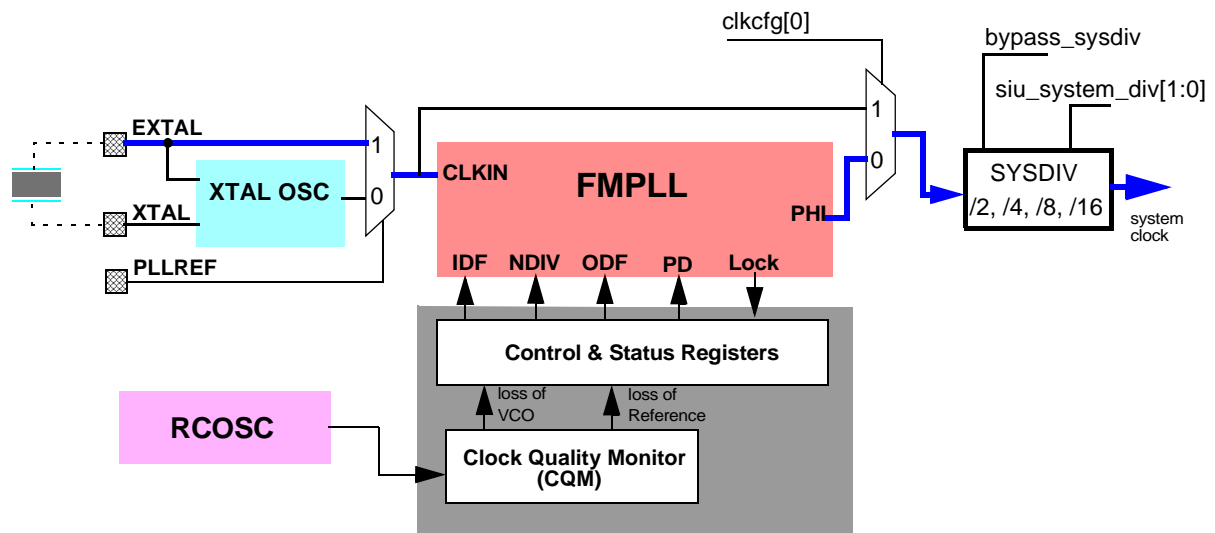 clkcfg[0]
bypass_sysdiv
siu_system_div[1:0]
EXTAL
1
1
XTAL OSC
CLKIN
FMPLL
0
SYSDIV
0
/2, /4, /8, /16
XTAL
PHI
system
clock
PLLREF
IDF
NDIV
ODF
PD
Lock
Control & Status Registers
loss of
VCO
loss of
Reference
RCOSC
Clock Quality Monitor
(CQM)